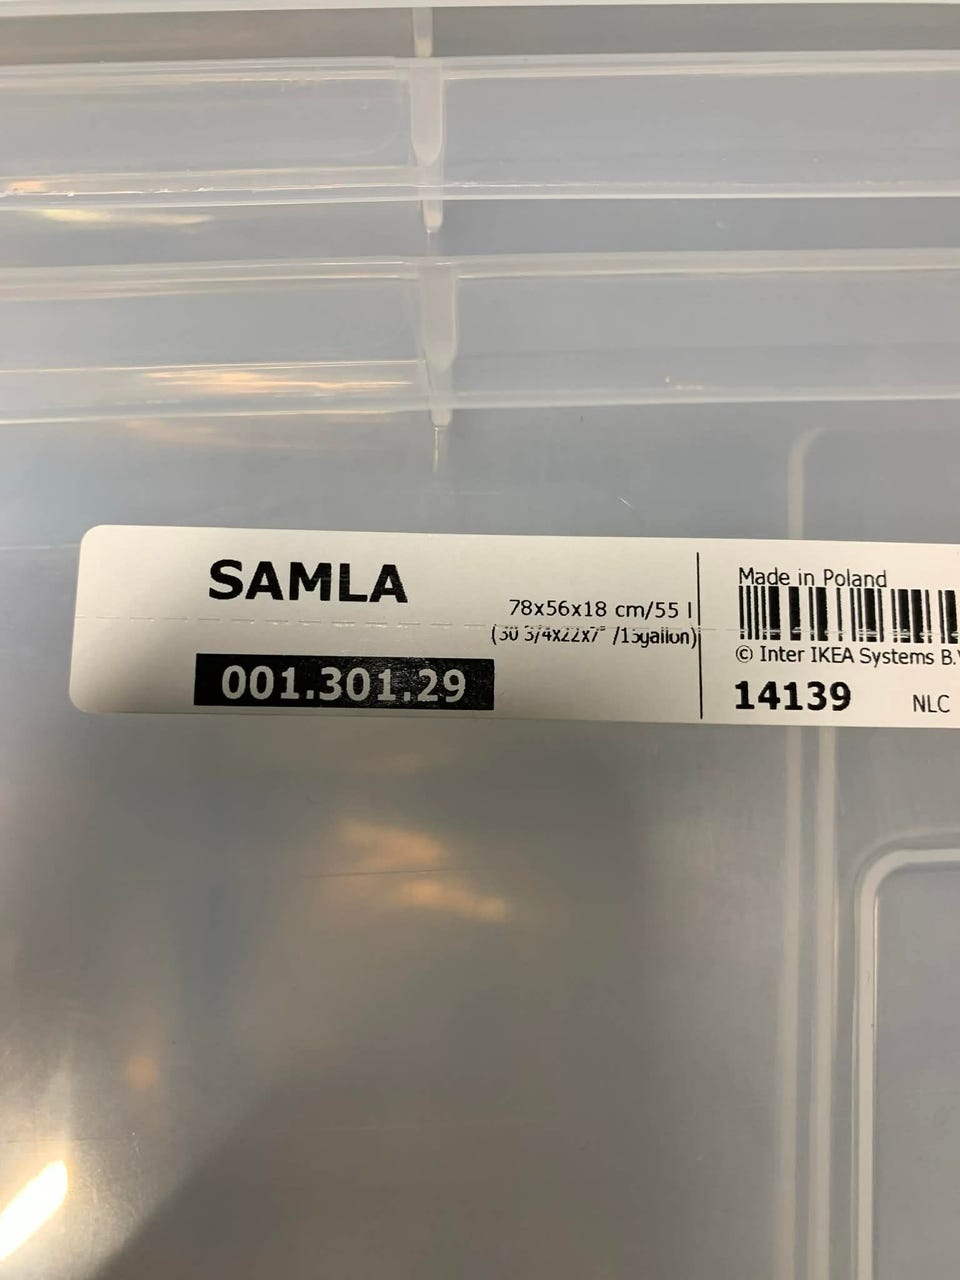 SAMLA
78x56x18 cm/55 l
(30 3/4x22x7" /15gallon)
001.301.29
Made in Poland
© Inter IKEA Systems B.V
14139 NLC